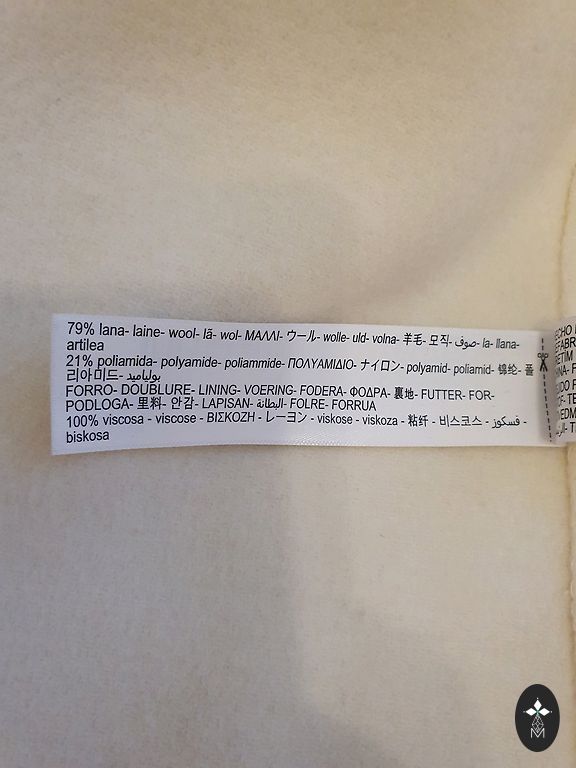 79% lana- laine- wool- lã- wol- ΜΑΛΛΙ- ウール- wolle- uld- volna- 羊毛- 모직- صوف- la- llana-
artilea
21% poliamida- polyamide- poliammide- ΠΟΛΥΑΜΙΔΙΟ- ナイロン- polyamid- poliamid- 锦纶- 폴
리아미드- بولياميد
FORRO- DOUBLURE- LINING- VOERING- FODERA- ΦΟΔΡΑ- 裏地- FUTTER- FOR-
PODLOGA- 里料- 안감- LAPISAN- البطانة- FOLRE- FORRUA
100% viscosa - viscose - ΒΙΣΚΟΖΗ - レーヨン - viskose - viskoza - 粘纤 - 비스코스 - فسكوز -
biskosa
M